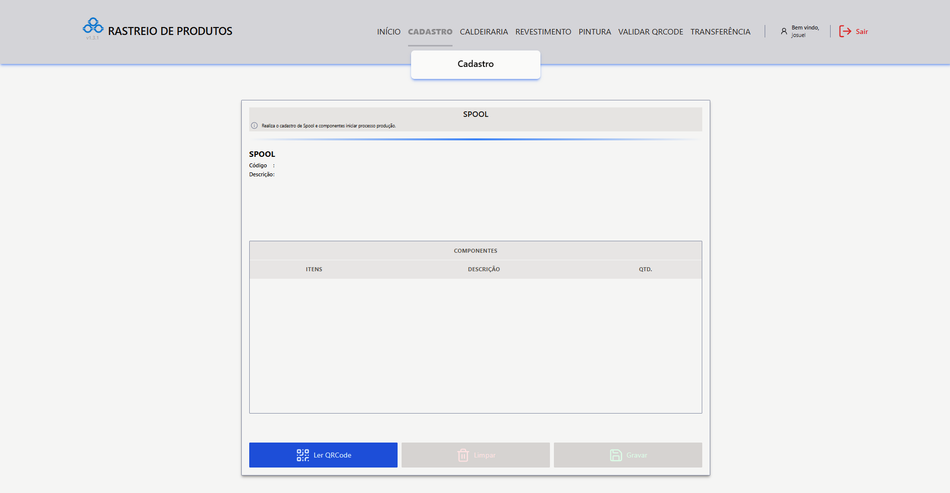 RASTREIO DE PRODUTOS
INÍCIO CADASTRO CALDEIRARIA REVESTIMENTO PINTURA VALIDAR QRCODE TRANSFERÊNCIA
Bem vindo,
Josuel
Sair
Cadastro
SPOOL
Realiza o cadastro de Spool e componentes iniciar processo produção.
SPOOL
Código :
Descrição:
COMPONENTES
ITENS DESCRIÇÃO QTD.
Ler QRCode Limpar Gravar